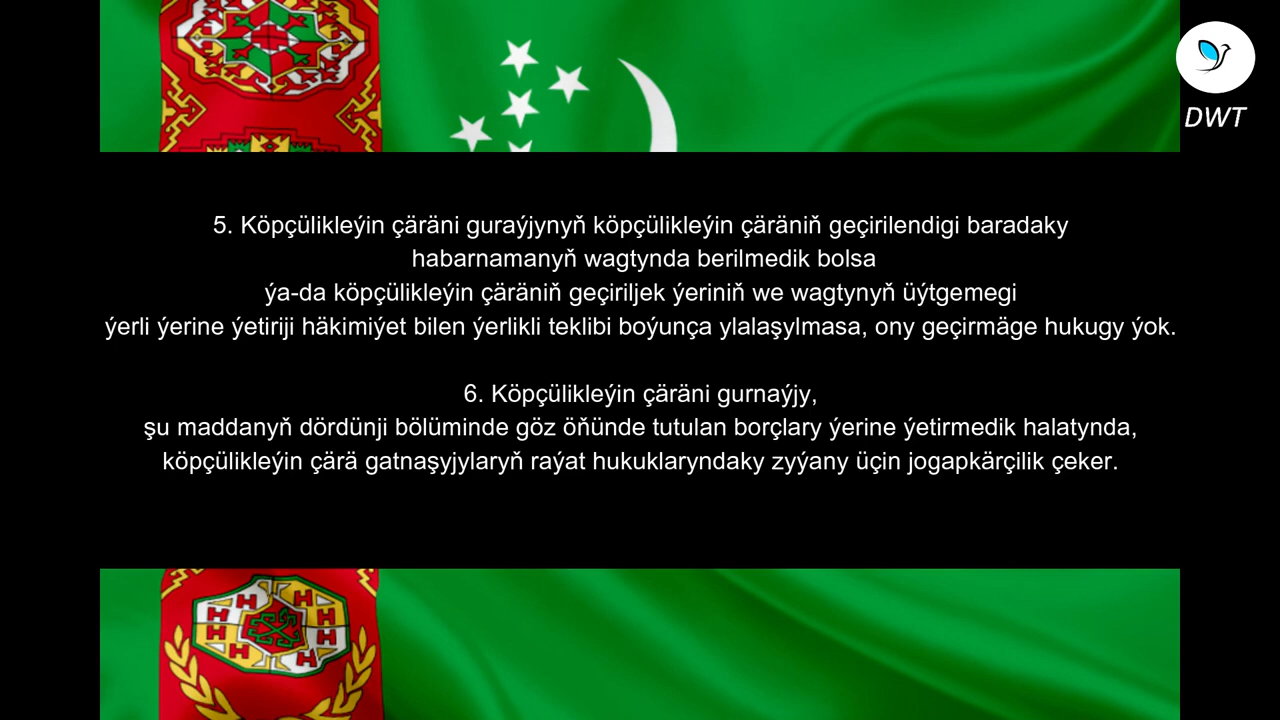 DWT
5. Köpçülikleýin çäräni guraýjynyň köpçülikleýin çäräniň geçirilendigi baradaky
habarnamanyň wagtynda berilmedik bolsa
ýa-da köpçülikleýin çäräniň geçiriljek ýeriniň we wagtynyň üýtgemegi
ýerli ýerine ýetiriji häkimiýet bilen ýerlikli teklibi boýunça ylalaşylmasa, ony geçirmäge hukugy ýok.
6. Köpçülikleýin çäräni gurnaýjy,
şu maddanyň dördünji bölüminde göz öňünde tutulan borçlary ýerine ýetirmedik halatynda,
köpçülikleýin çärä gatnaşyjylaryň raýat hukuklaryndaky zyýany üçin jogapkärçilik çeker.